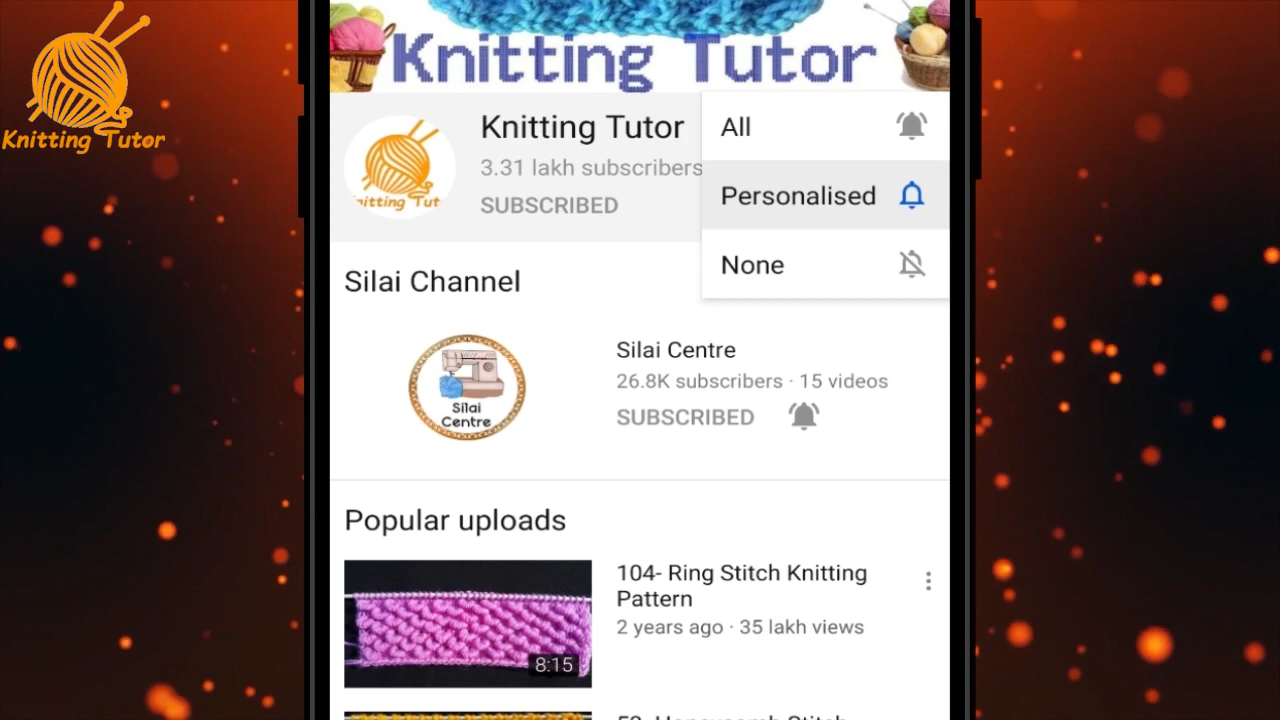 Knitting Tutor
Knitting Tutor
Knitting Tutor
3.31 lakh subscribers
SUBSCRIBED
All
Personalised
None
Silai Channel
Silai
Centre
Silai Centre
26.8K subscribers · 15 videos
SUBSCRIBED
Popular uploads
8:15
104- Ring Stitch Knitting
Pattern
2 years ago · 35 lakh views